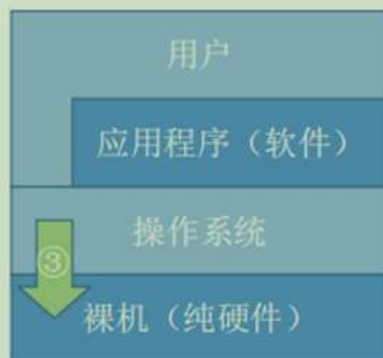 用户
应用程序（软件）
操作系统
③
裸机（纯硬件）